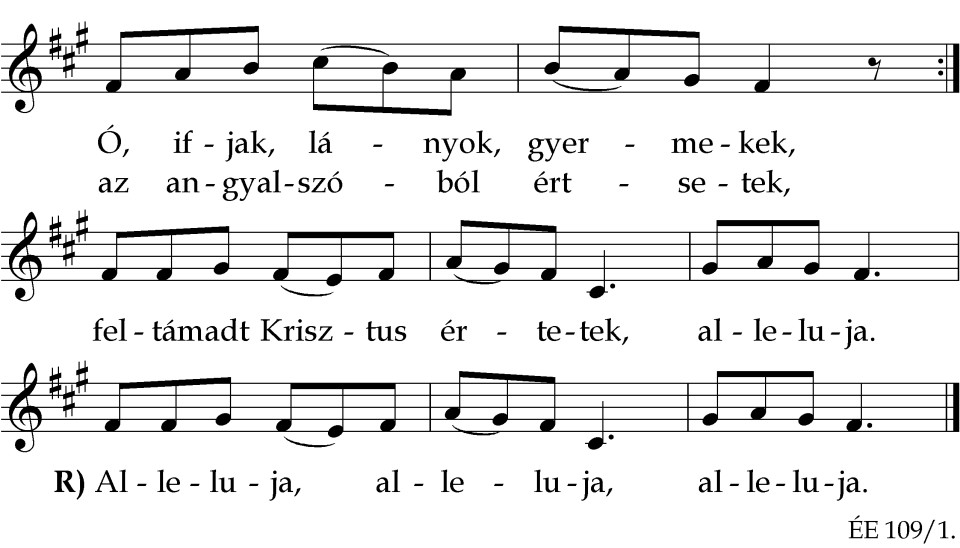 Ó, if - jak, lá - nyok, gyer - me - kek,
az an - gyal - szó - ból ért - se - tek,
fel - támadt Krisz - tus ér - te - tek, al - le - lu - ja.
R) Al - le - lu - ja, al - le - lu - ja, al - le - lu - ja.
ÉE 109/1.